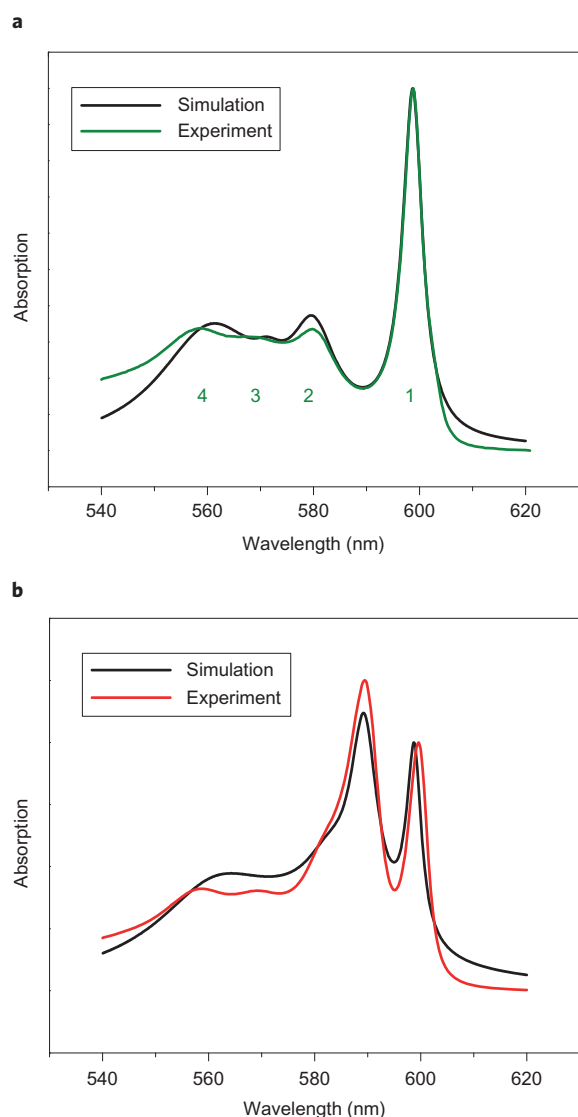 a
Simulation
Experiment
Absorption
4 3 2 1
540 560 580 600 620
Wavelength (nm)
b
Simulation
Experiment
Absorption
540 560 580 600 620
Wavelength (nm)